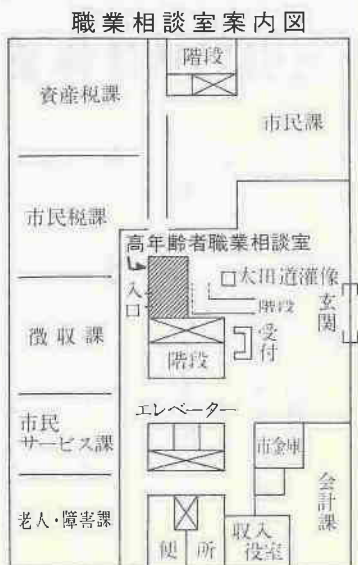 職業相談室案内図
階段
資産税課
市民課
市民税課
高年齢者職業相談室
入口
太田道灌像
階段
玄関
徴収課
受付
階段
エレベーター
市民
サービス課
市金庫
会計課
老人・障害課
便所
収入
役室